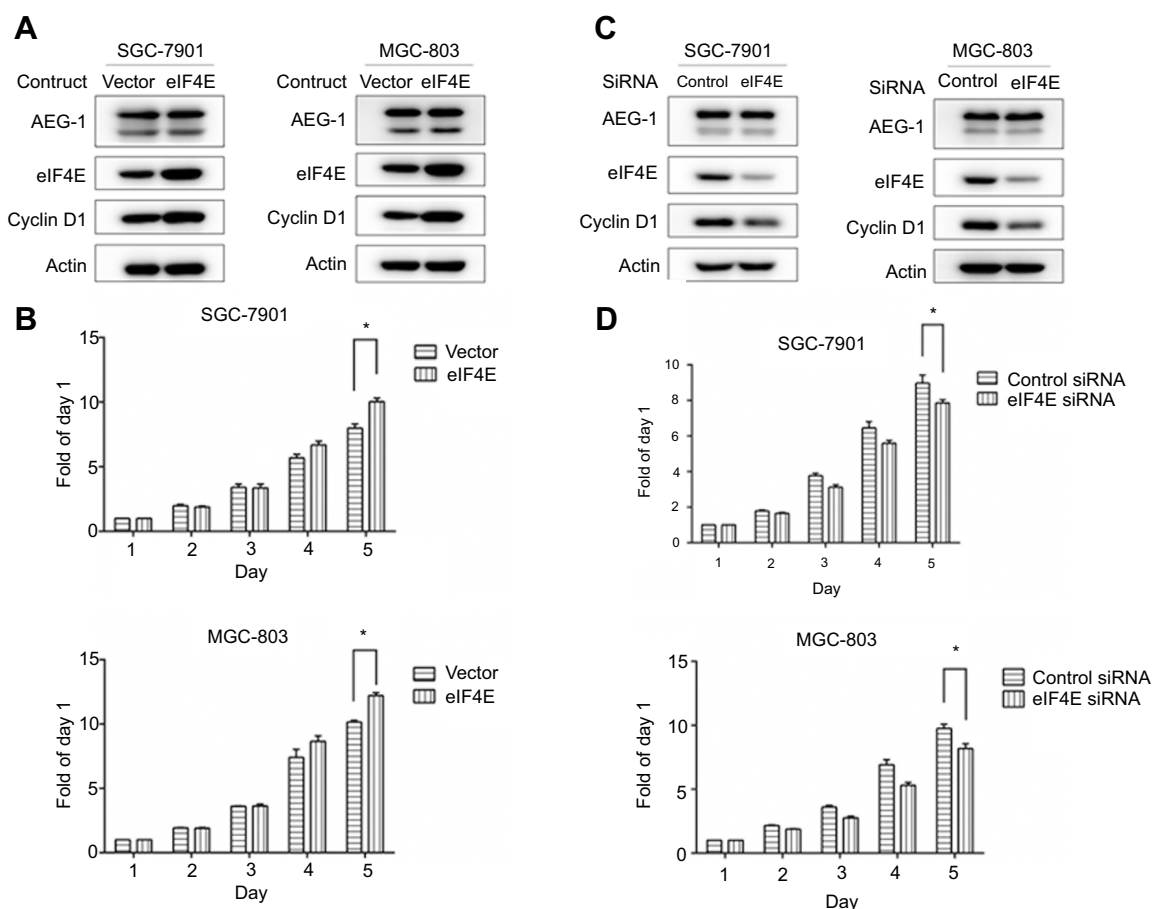 A
SGC-7901
Contruct Vector eIF4E
AEG-1
eIF4E
Cyclin D1
Actin
MGC-803
Contruct Vector eIF4E
AEG-1
eIF4E
Cyclin D1
Actin
B
SGC-7901
15
10
5
0
Fold of day 1
1 2 3 4 5
Day
*
Vector
eIF4E
MGC-803
15
10
5
0
Fold of day 1
1 2 3 4 5
Day
*
Vector
eIF4E
C
SGC-7901
SiRNA Control eIF4E
AEG-1
eIF4E
Cyclin D1
Actin
MGC-803
SiRNA Control eIF4E
AEG-1
eIF4E
Cyclin D1
Actin
D
SGC-7901
10
8
6
4
2
0
Fold of day 1
1 2 3 4 5
Day
*
Control siRNA
eIF4E siRNA
MGC-803
15
10
5
0
Fold of day 1
1 2 3 4 5
Day
*
Control siRNA
eIF4E siRNA